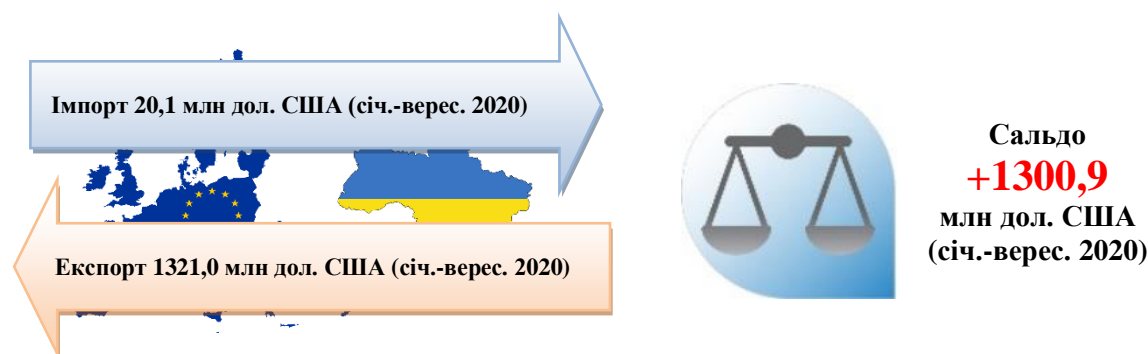 Імпорт 20,1 млн дол. США (січ.-верес. 2020)
Експорт 1321,0 млн дол. США (січ.-верес. 2020)
Сальдо
+1300,9
млн дол. США
(січ.-верес. 2020)